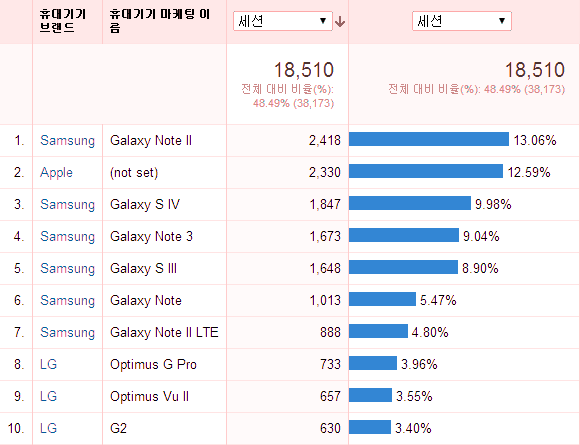 휴대기기 브랜드 휴대기기 마케팅 이름 세션 세션
18,510 18,510
전체 대비 비율(%): 48.49% (38,173) 전체 대비 비율(%): 48.49% (38,173)
1. Samsung Galaxy Note II 2,418 13.06%
2. Apple (not set) 2,330 12.59%
3. Samsung Galaxy S IV 1,847 9.98%
4. Samsung Galaxy Note 3 1,673 9.04%
5. Samsung Galaxy S III 1,648 8.90%
6. Samsung Galaxy Note 1,013 5.47%
7. Samsung Galaxy Note II LTE 888 4.80%
8. LG Optimus G Pro 733 3.96%
9. LG Optimus Vu II 657 3.55%
10. LG G2 630 3.40%